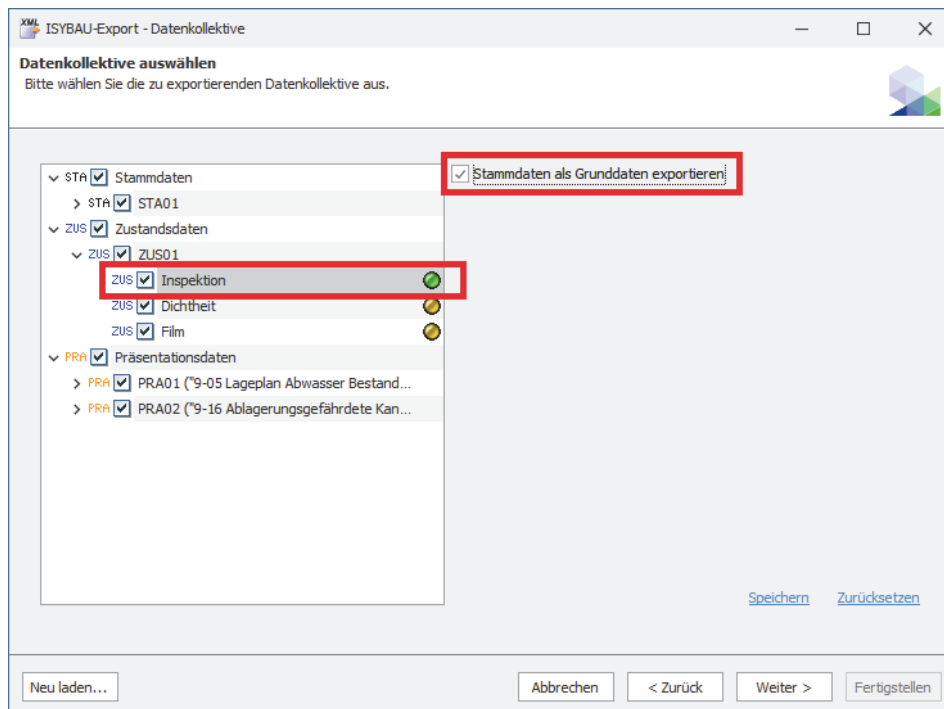 XML ISYBAU-Export - Datenkollektive
Datenkollektive auswählen
Bitte wählen Sie die zu exportierenden Datenkollektive aus.
STA Stammdaten
STA STA01
ZUS Zustandsdaten
ZUS ZUS01
ZUS Inspektion
ZUS Dichtheit
ZUS Film
PRA Präsentationsdaten
PRA PRA01 ("9-05 Lageplan Abwasser Bestand...
PRA PRA02 ("9-16 Ablagerungsgefährdete Kan...
Stammdaten als Grunddaten exportieren
Speichern Zurücksetzen
Neu laden... Abbrechen < Zurück Weiter > Fertigstellen